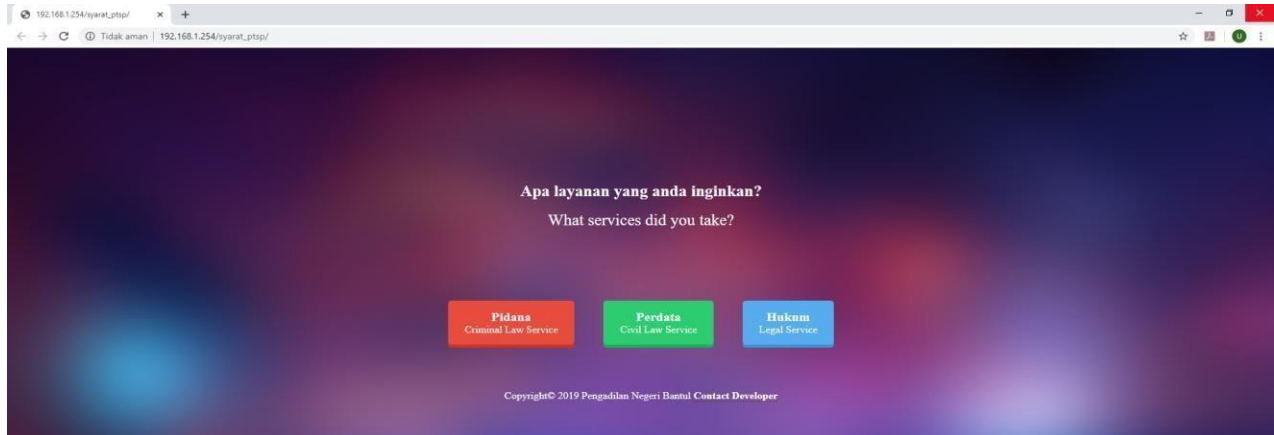 192.168.1.254/syarat_ptsp/
Tidak aman | 192.168.1.254/syarat_ptsp/
U
Apa layanan yang anda inginkan?
What services did you take?
Pidana
Criminal Law Service
Perdata
Civil Law Service
Hukum
Legal Service
Copyright© 2019 Pengadilan Negeri Bantul Contact Developer